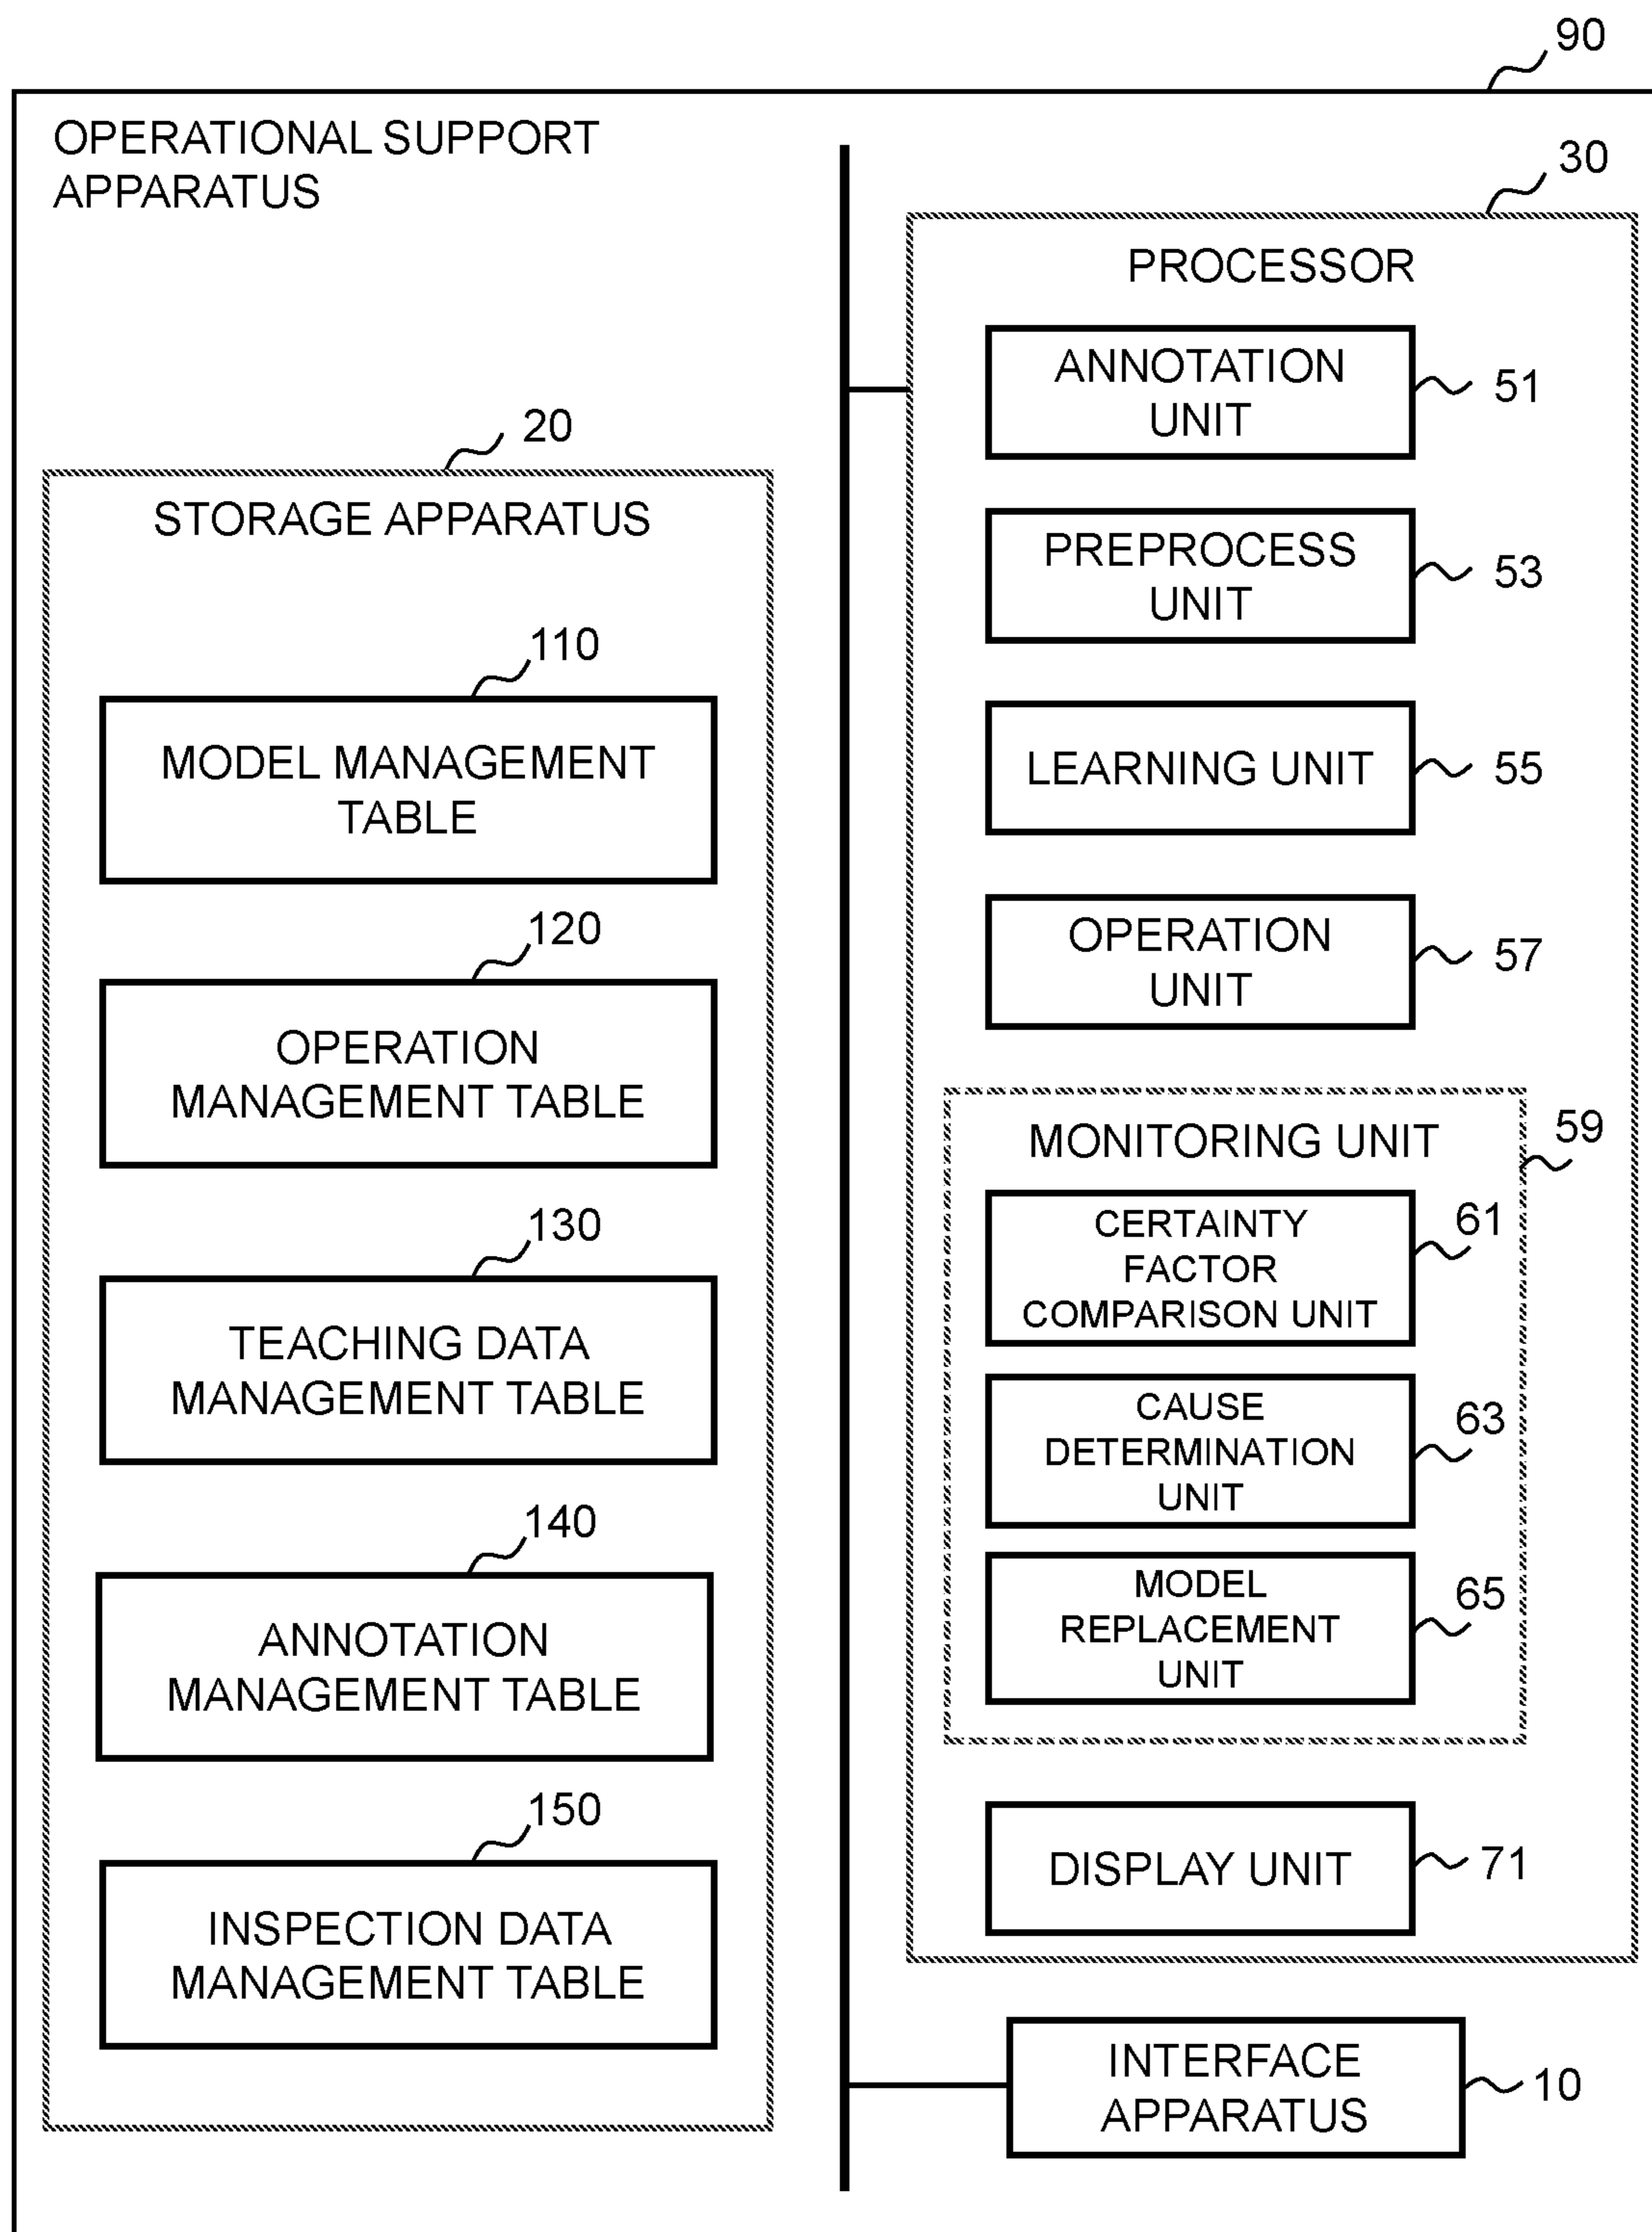 90
OPERATIONAL SUPPORT
APPARATUS
20
STORAGE APPARATUS
110
MODEL MANAGEMENT
TABLE
120
OPERATION
MANAGEMENT TABLE
130
TEACHING DATA
MANAGEMENT TABLE
140
ANNOTATION
MANAGEMENT TABLE
150
INSPECTION DATA
MANAGEMENT TABLE
30
PROCESSOR
ANNOTATION
UNIT
51
PREPROCESS
UNIT
53
LEARNING UNIT
55
OPERATION
UNIT
57
MONITORING UNIT
59
CERTAINTY
FACTOR
COMPARISON UNIT
61
CAUSE
DETERMINATION
UNIT
63
MODEL
REPLACEMENT
UNIT
65
DISPLAY UNIT
71
INTERFACE
APPARATUS
10